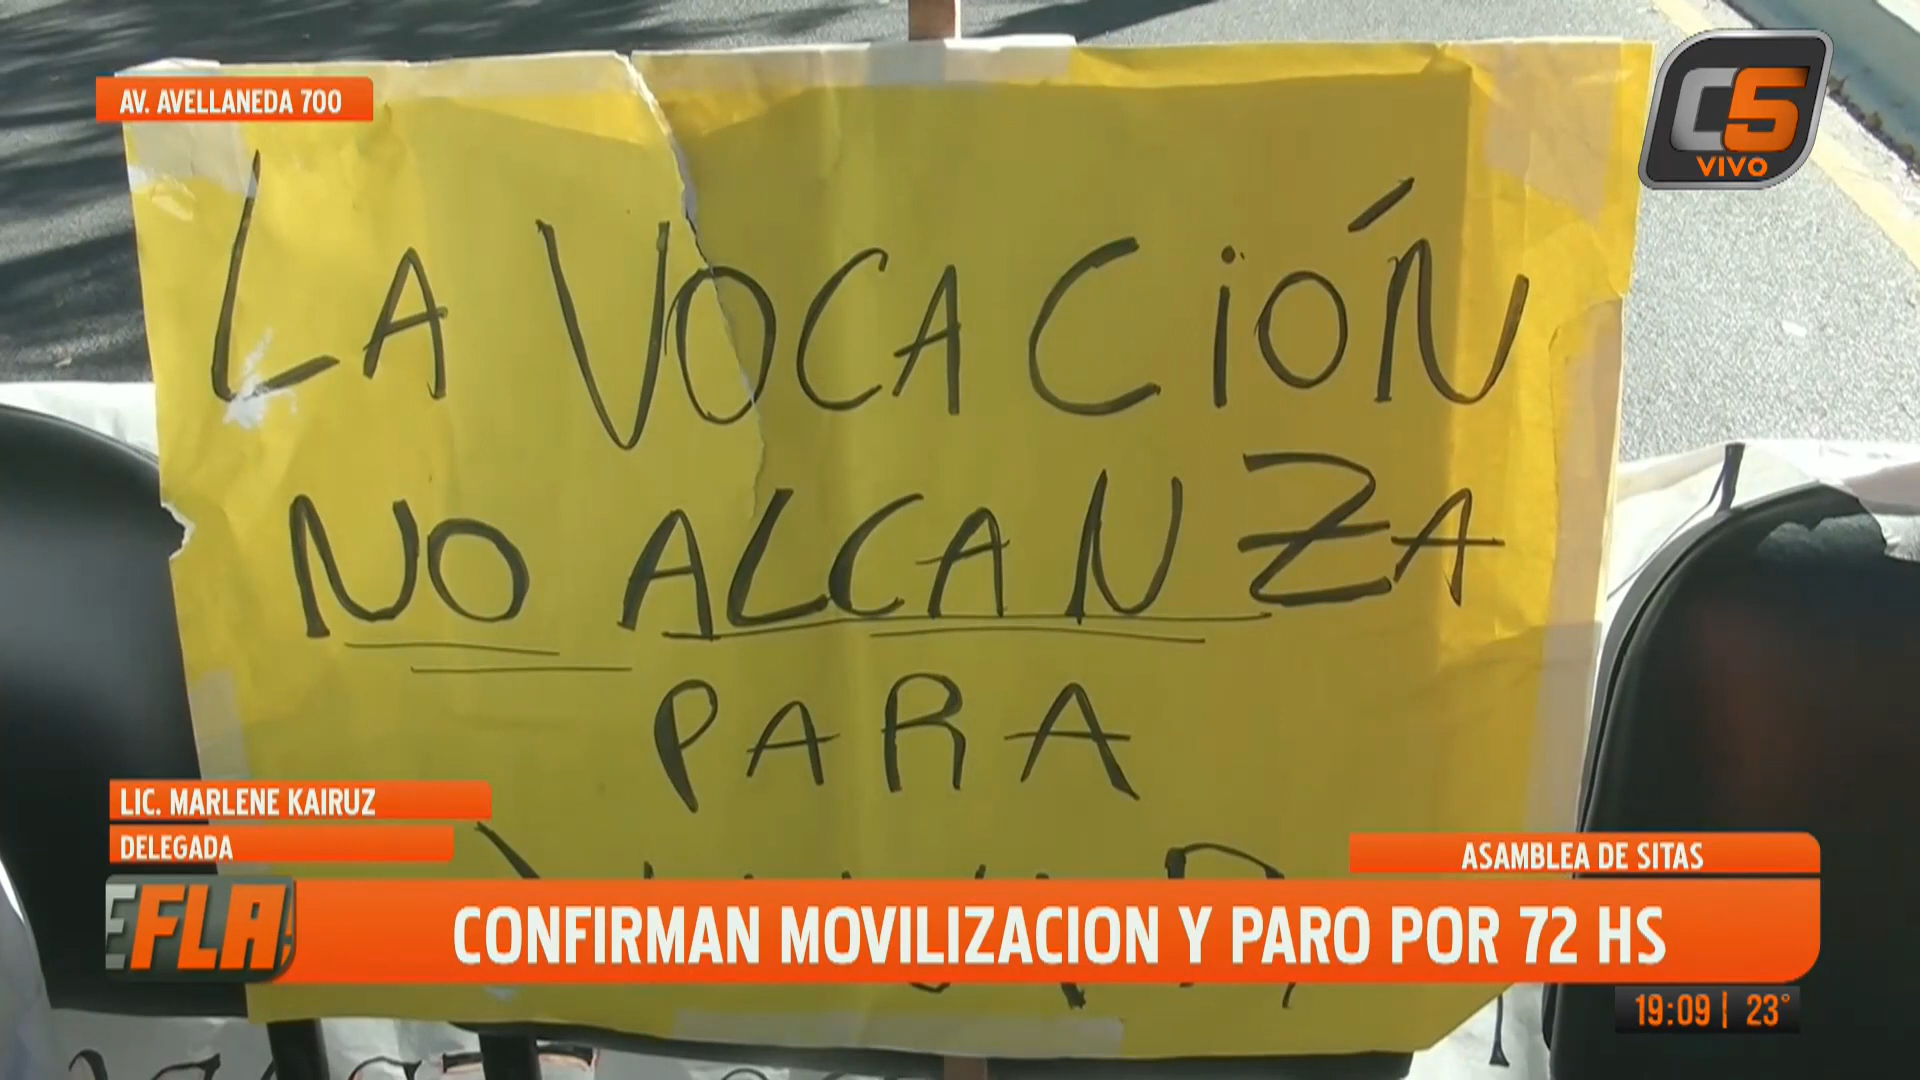 AV. AVELLANEDA 700
C5
VIVO
LA VOCACIÓN
NO ALCANZA
PARA
LIC. MARLENE KAIRUZ
DELEGADA
ASAMBLEA DE SITAS
EFLA!
CONFIRMAN MOVILIZACION Y PARO POR 72 HS
19:09 | 23°